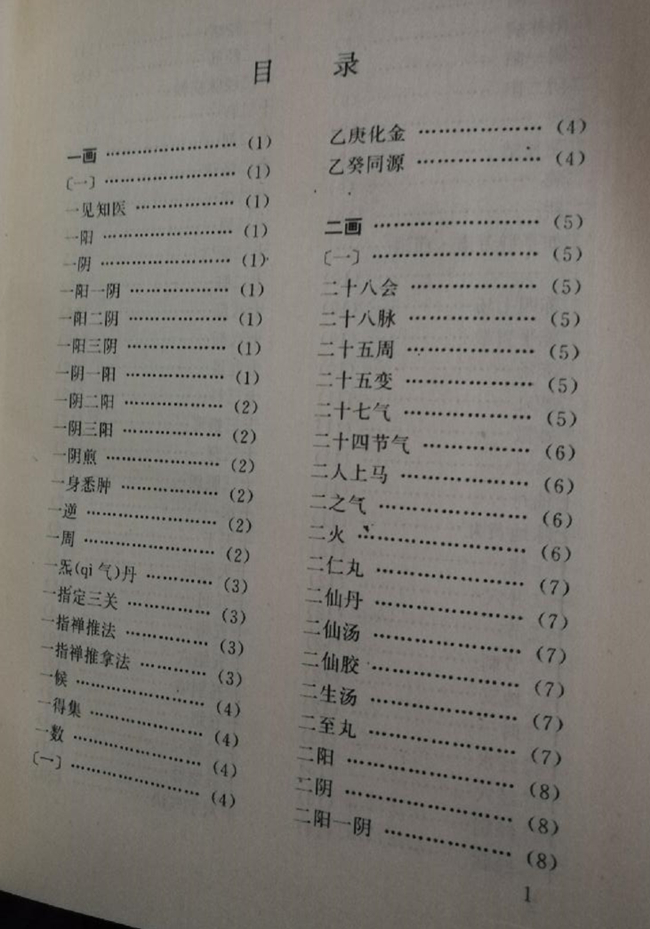 目 录
一画 ……………………… (1)
〔一〕 ……………………… (1)
一见知医 ……………… (1)
一阳 ……………………… (1)
一阴 ……………………… (1)
一阳一阴 ……………… (1)
一阳二阴 ……………… (1)
一阳三阴 ……………… (1)
一阴一阳 ……………… (1)
一阴二阳 ……………… (2)
一阴三阳 ……………… (2)
一阴煎 ………………… (2)
一身悉肿 ……………… (2)
一逆 ……………………… (2)
一周 ……………………… (2)
一炁(qi 气)丹 ………… (3)
一指定三关 …………… (3)
一指禅推法 …………… (3)
一指禅推拿法 ………… (3)
一候 ……………………… (4)
一得集 ………………… (4)
一数 ……………………… (4)
〔一〕 ……………………… (4)
乙庚化金 ……………… (4)
乙癸同源 ……………… (4)
二画 ……………………… (5)
〔一〕 ……………………… (5)
二十八会 ……………… (5)
二十八脉 ……………… (5)
二十五周 ……………… (5)
二十五变 ……………… (5)
二十七气 ……………… (5)
二十四节气 …………… (6)
二人上马 ……………… (6)
二之气 ………………… (6)
二火 ……………………… (6)
二仁丸 ………………… (7)
二仙丹 ………………… (7)
二仙汤 ………………… (7)
二仙胶 ………………… (7)
二生汤 ………………… (7)
二至丸 ………………… (7)
二阳 ……………………… (8)
二阴 ……………………… (8)
二阳一阴 ……………… (8)
1